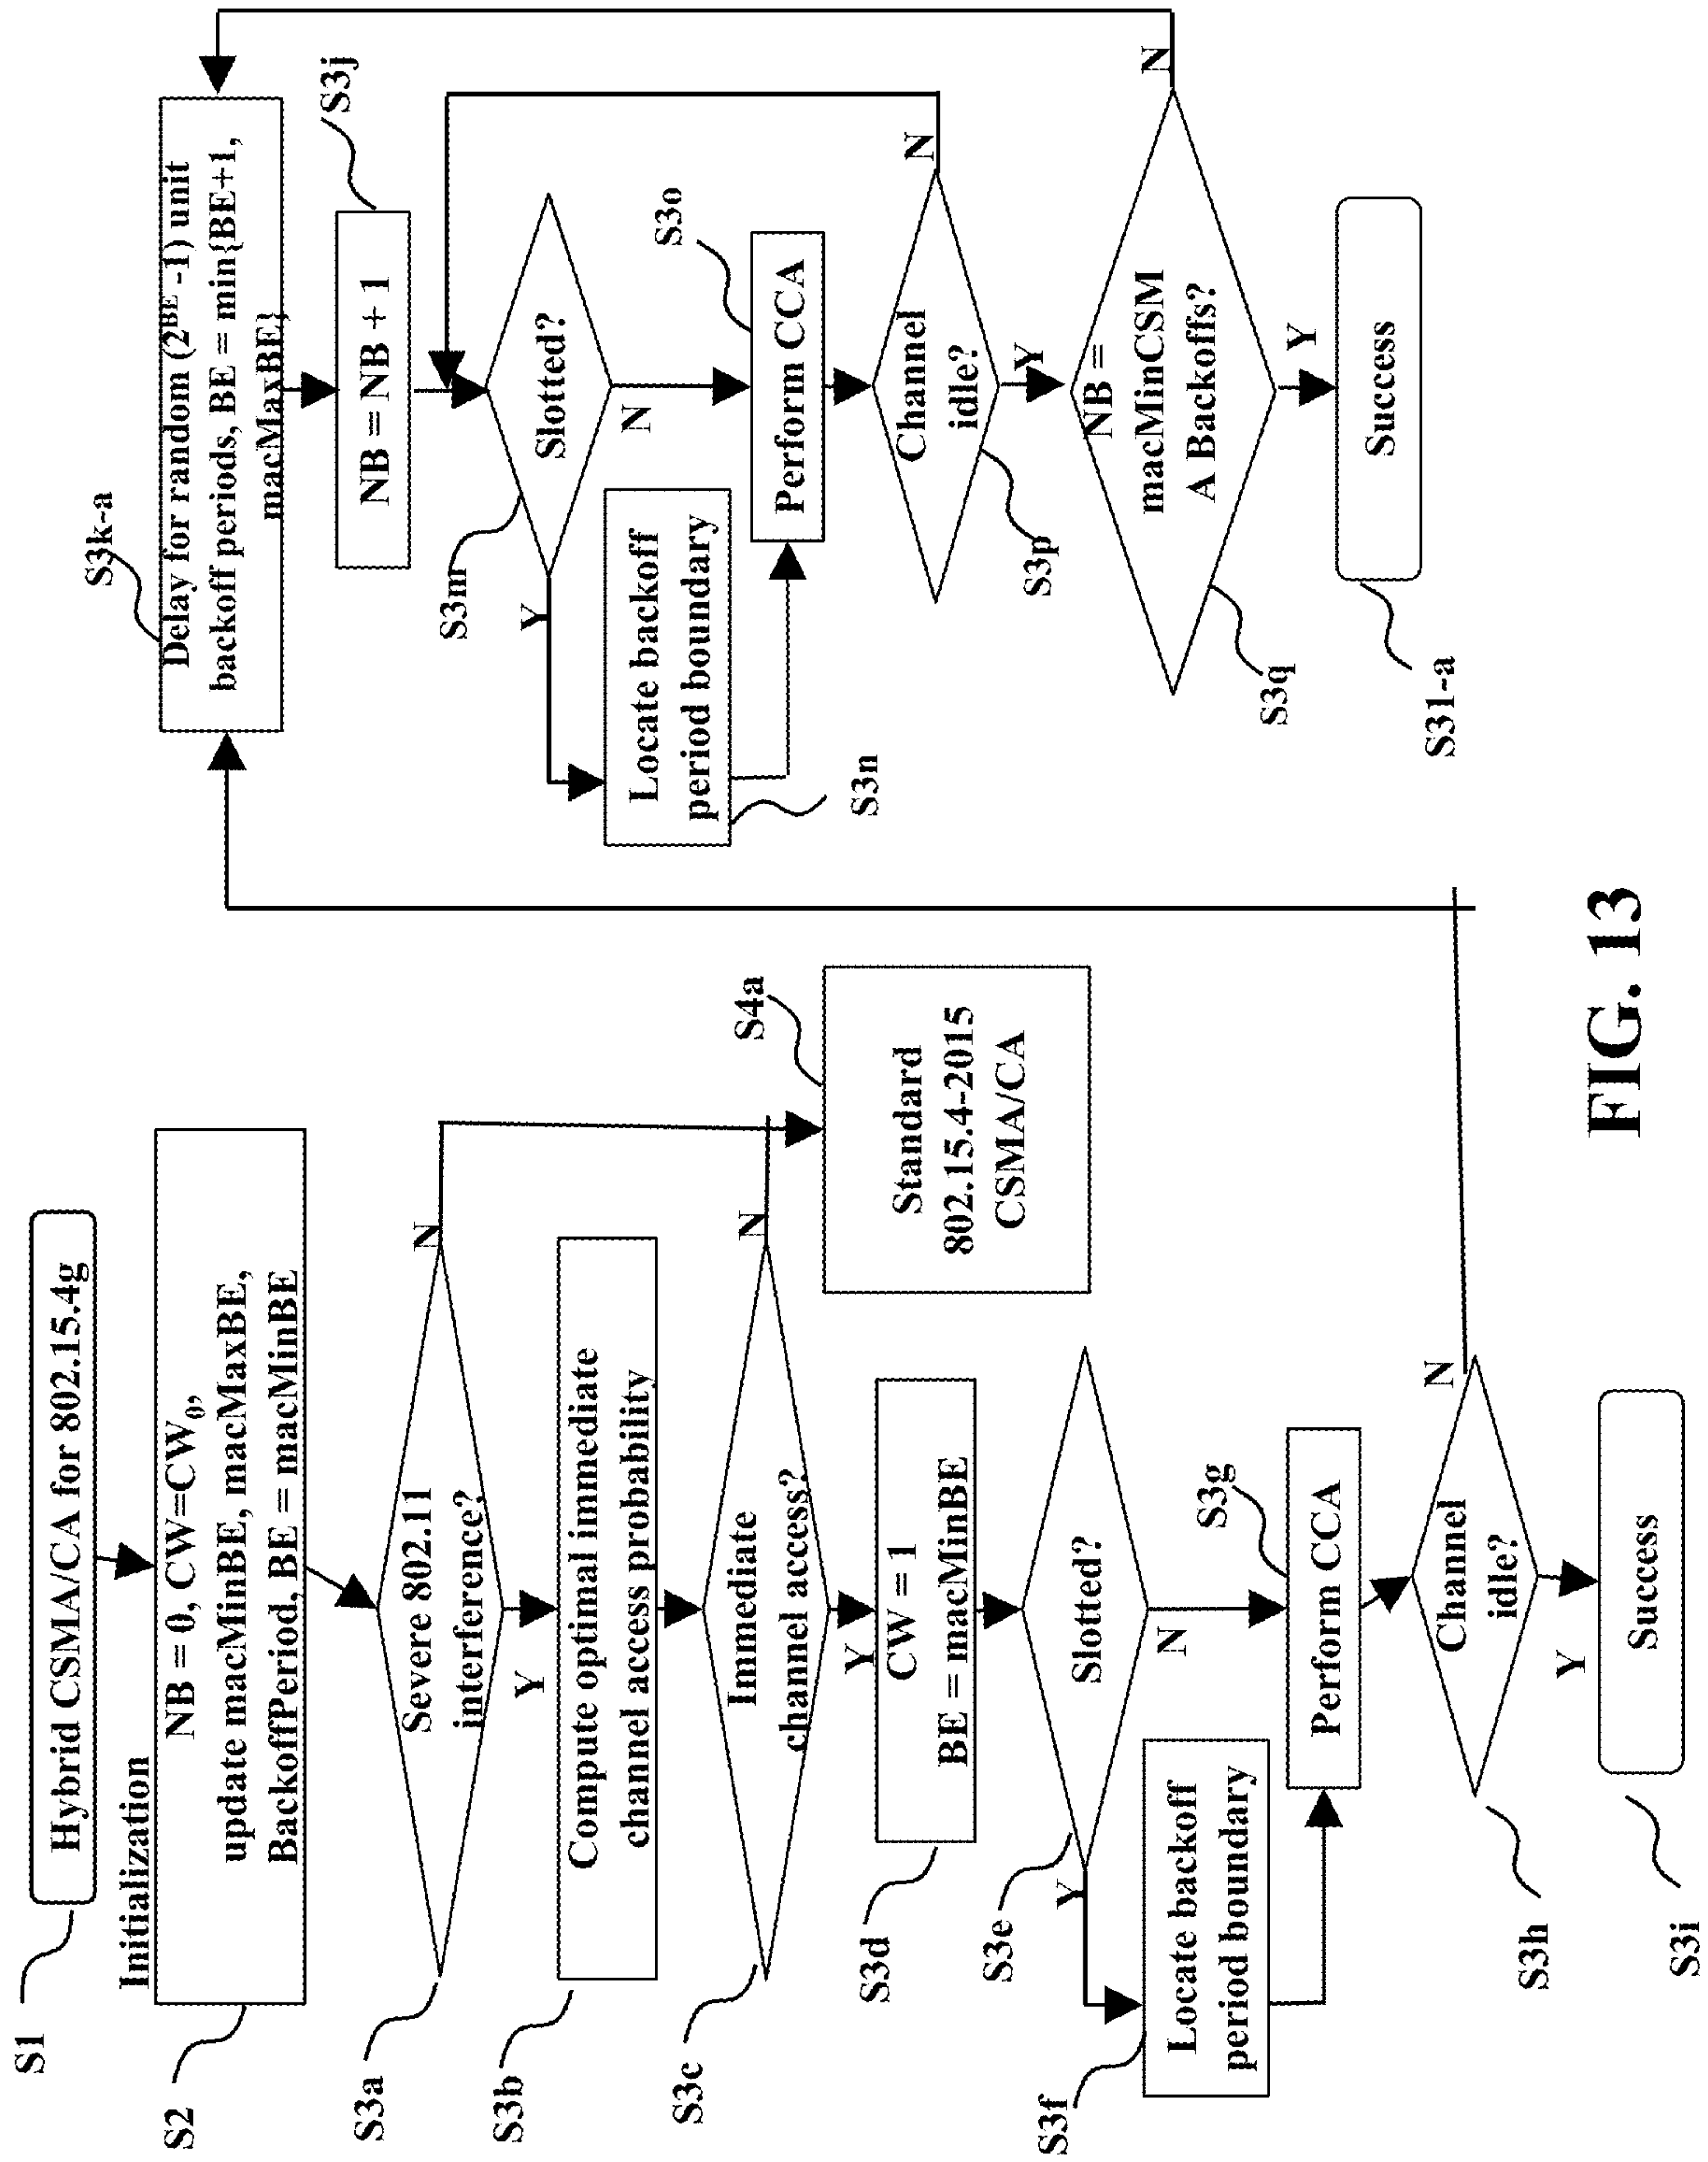 S1
Hybrid CSMA/CA for 802.15.4g
Initialization
S2
NB = 0, CW=CW0,
update macMinBE, macMaxBE,
BackoffPeriod, BE = macMinBE
S3a
Severe 802.11
interference?
N
Y
S3b
Compute optimal immediate
channel access probability
S3c
Immediate
channel access?
N
Y
S4a
Standard
802.15.4-2015
CSMA/CA
S3d
CW = 1
BE = macMinBE
S3e
Slotted?
Y
N
S3f
Locate backoff
period boundary
S3g
Perform CCA
S3h
Channel
idle?
N
Y
S3i
Success
S3k-a
Delay for random (2^BE -1) unit
backoff periods, BE = min{BE+1,
macMaxBE}
S3j
NB = NB + 1
S3m
Slotted?
Y
N
S3n
Locate backoff
period boundary
S3o
Perform CCA
S3p
Channel
idle?
N
Y
S3q
NB =
macMinCSM
A Backoffs?
N
Y
S31-a
Success
FIG. 13